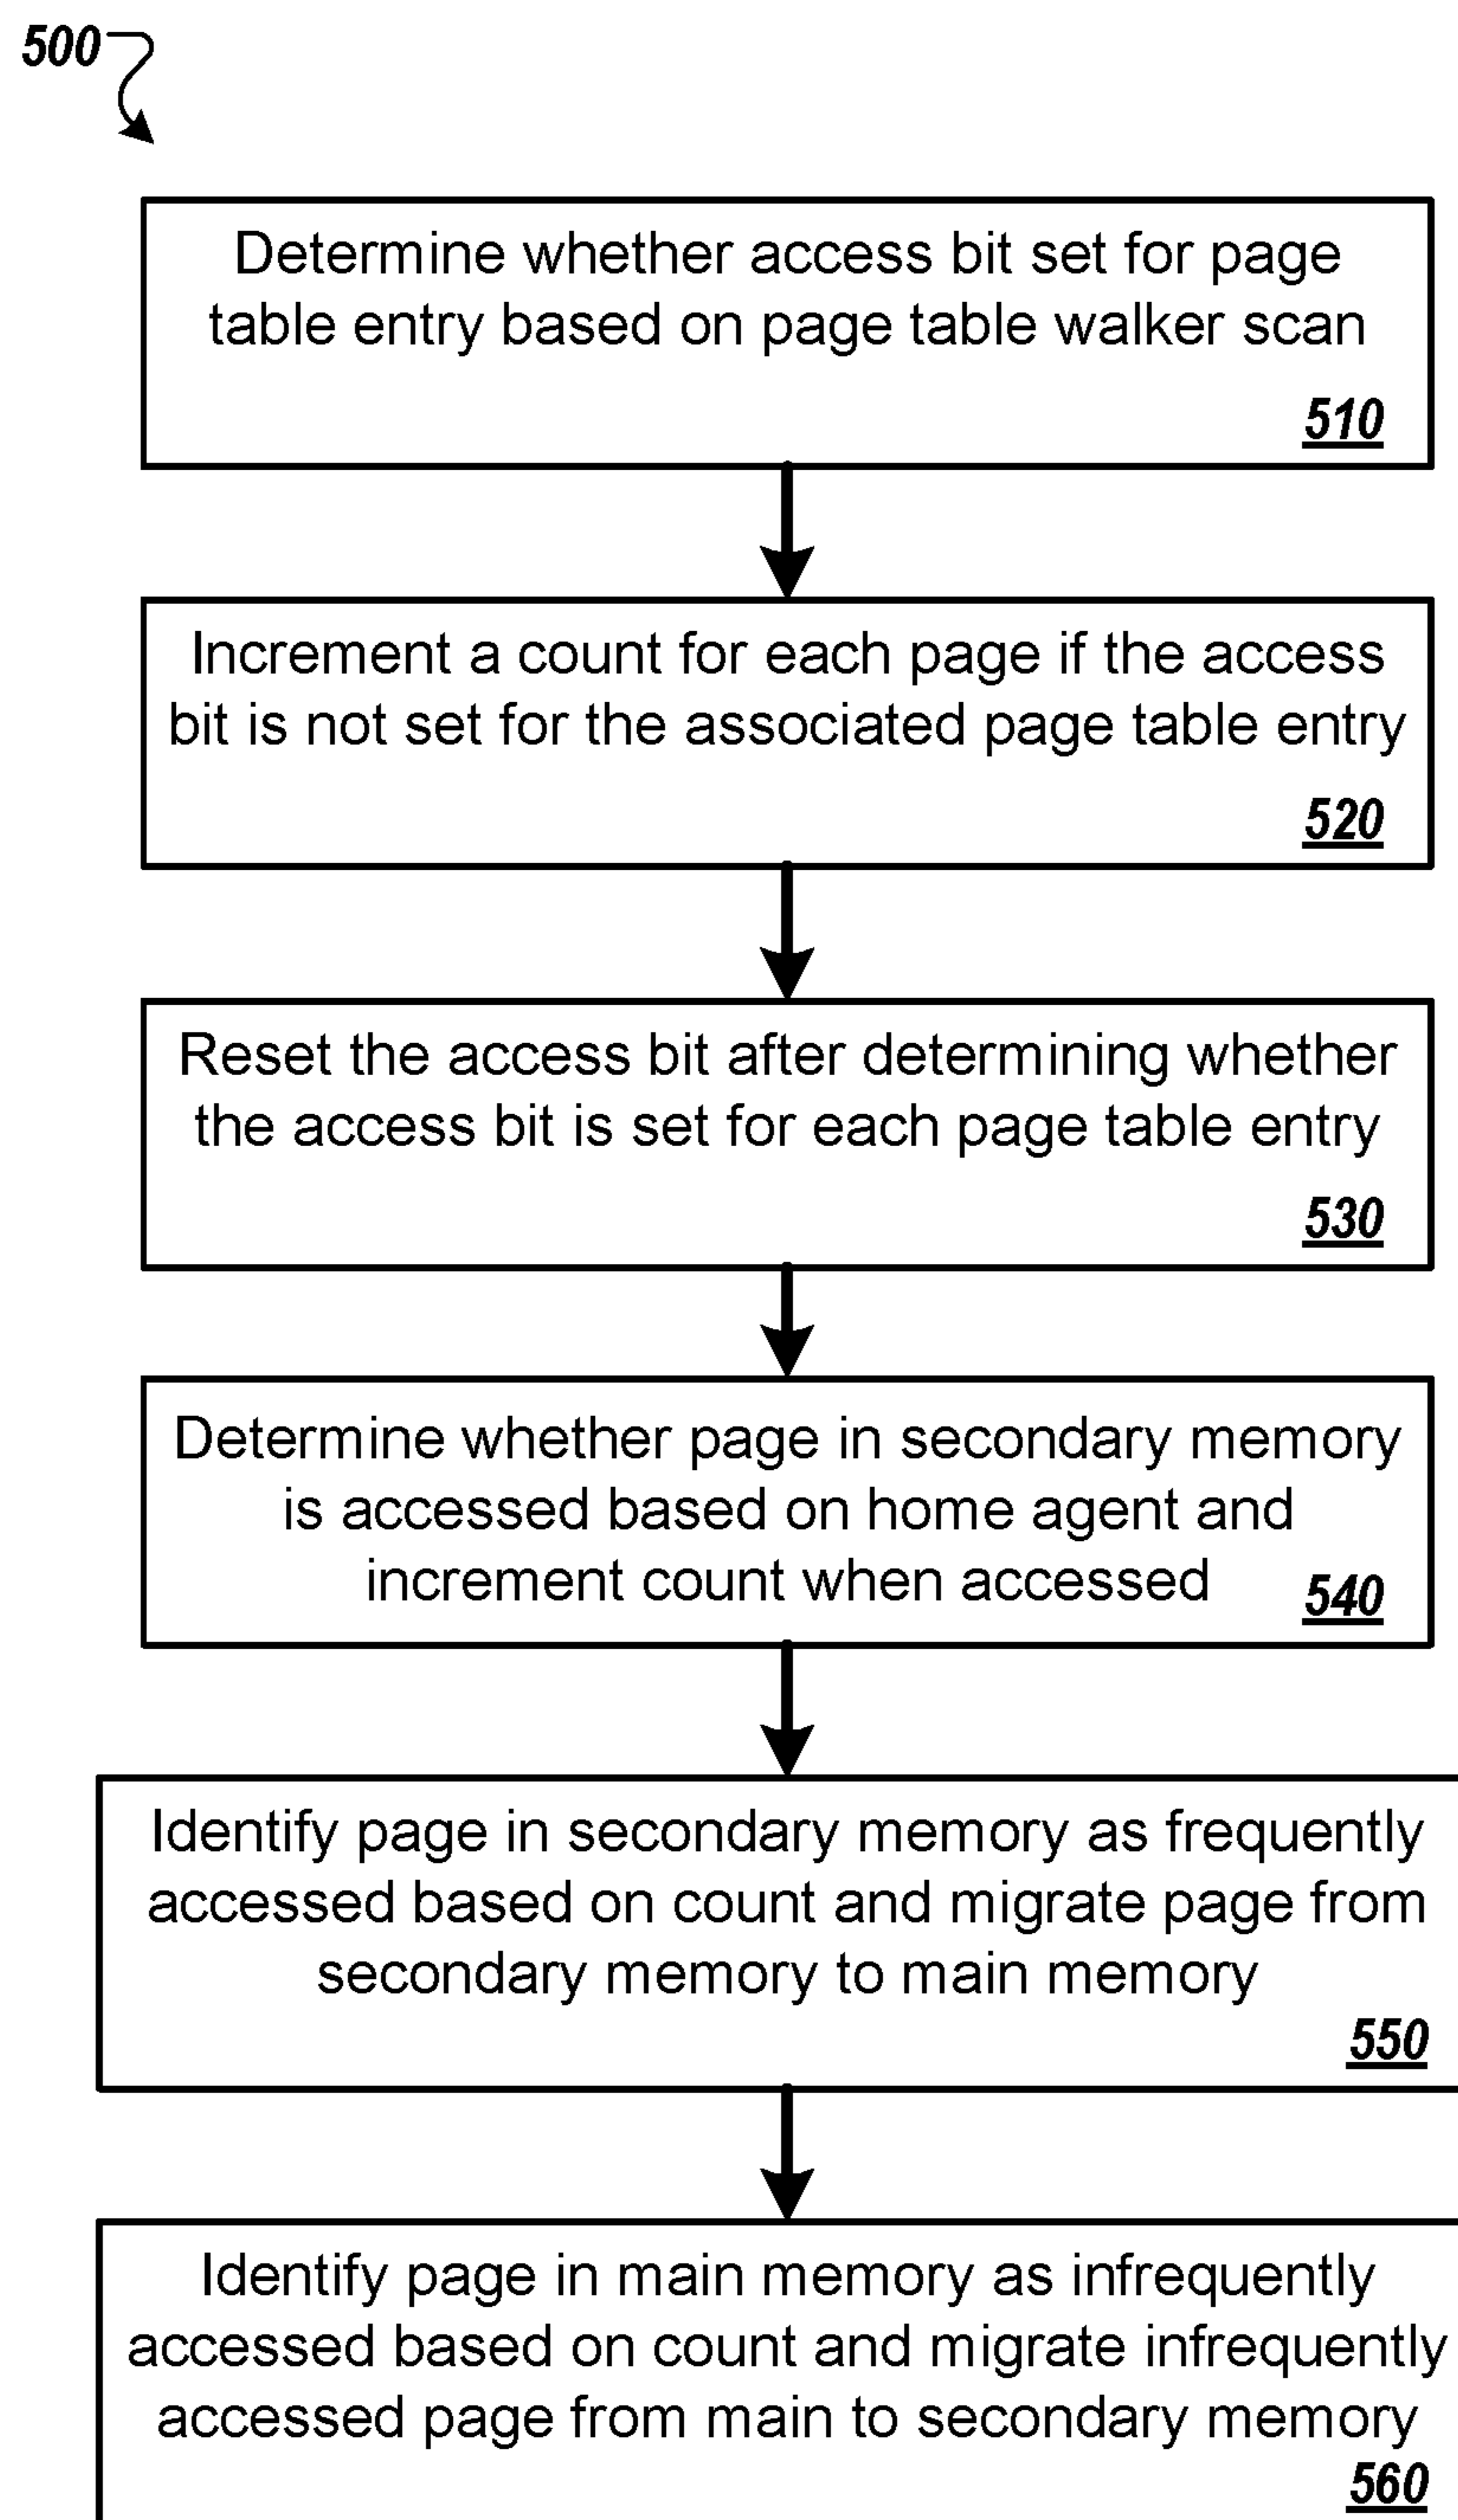 500
Determine whether access bit set for page
table entry based on page table walker scan
510
Increment a count for each page if the access
bit is not set for the associated page table entry
520
Reset the access bit after determining whether
the access bit is set for each page table entry
530
Determine whether page in secondary memory
is accessed based on home agent and
increment count when accessed
540
Identify page in secondary memory as frequently
accessed based on count and migrate page from
secondary memory to main memory
550
Identify page in main memory as infrequently
accessed based on count and migrate infrequently
accessed page from main to secondary memory
560